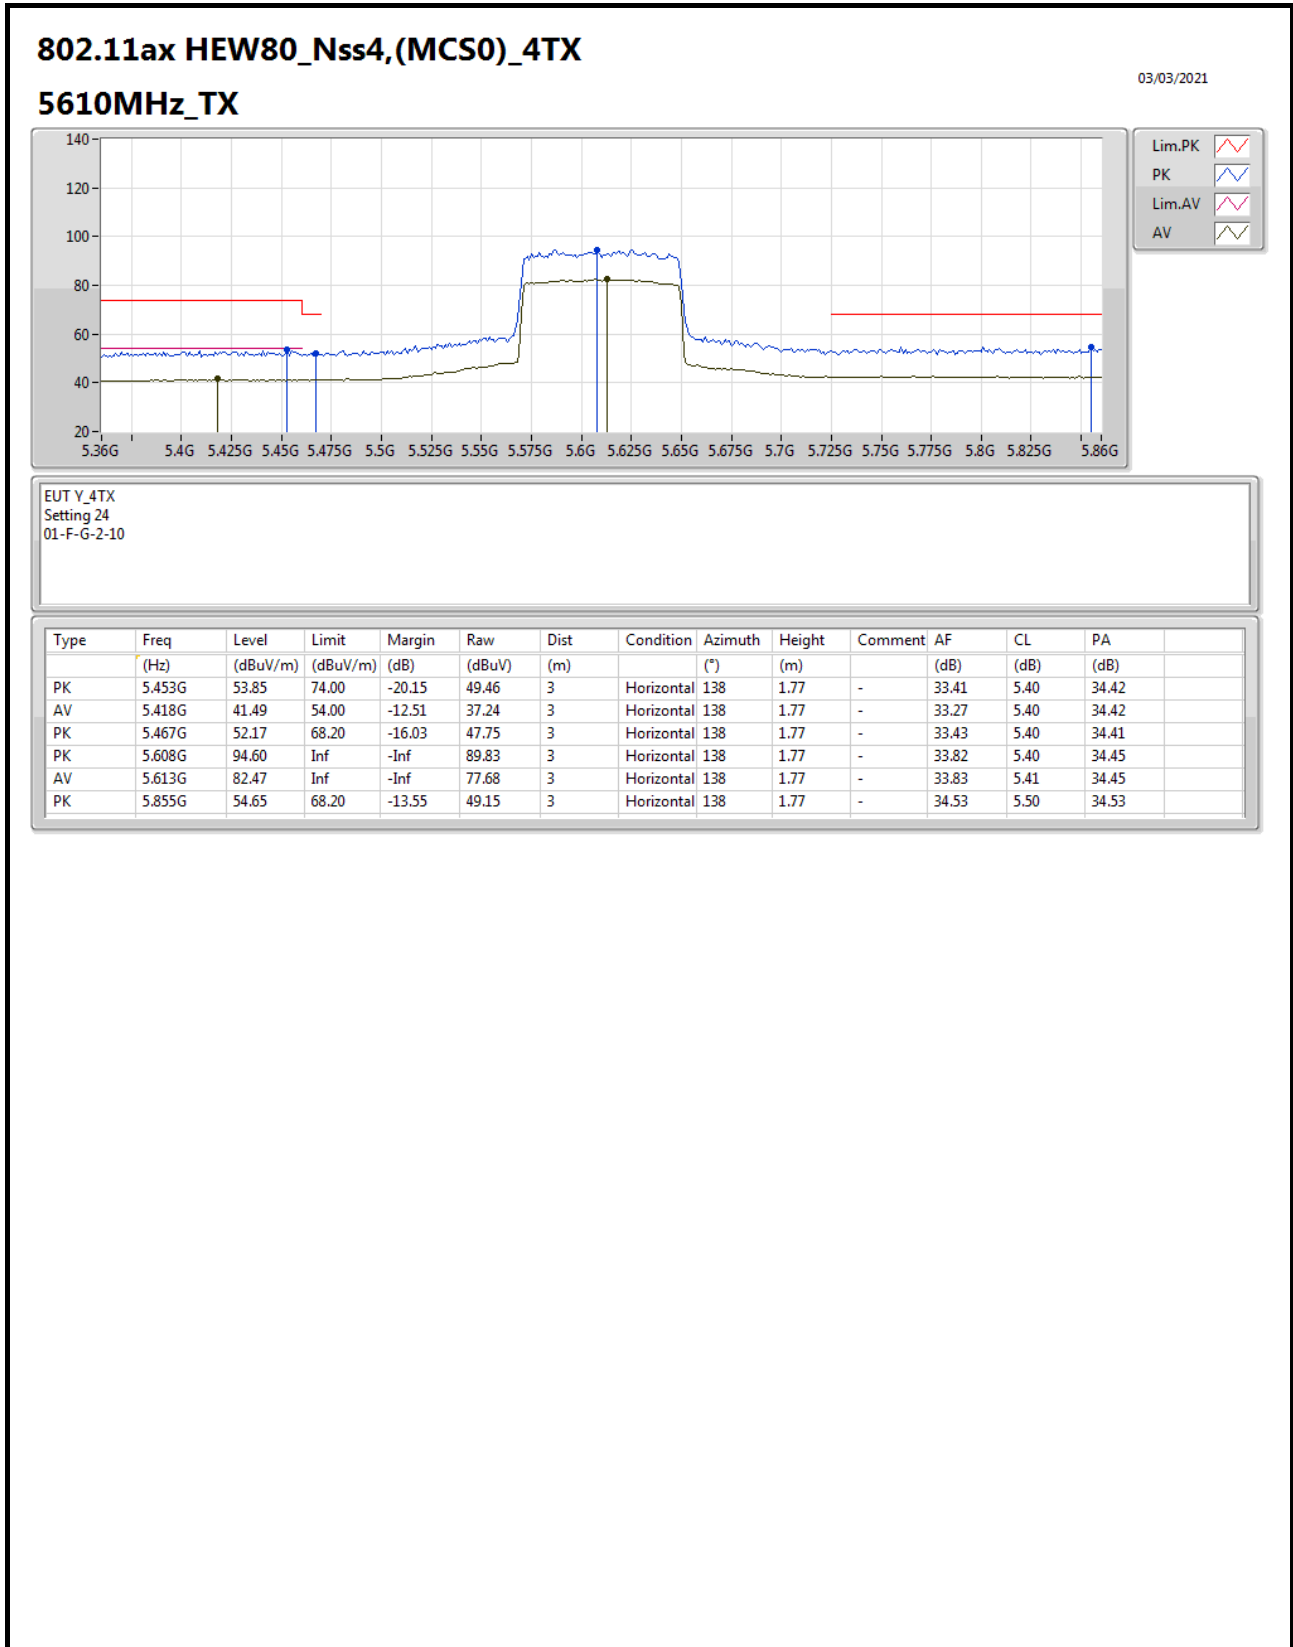 802.11ax HEW80_Nss4,(MCS0)_4TX
03/03/2021
5610MHz_TX
140
120
100
80
60
40
20
5.36G 5.4G 5.425G 5.45G 5.475G 5.5G 5.525G 5.55G 5.575G 5.6G 5.625G 5.65G 5.675G 5.7G 5.725G 5.75G 5.775G 5.8G 5.825G 5.86G
Lim.PK
PK
Lim.AV
AV
EUT Y_4TX
Setting 24
01-F-G-2-10
Type Freq Level Limit Margin Raw Dist Condition Azimuth Height Comment AF CL PA
(Hz) (dBuV/m) (dBuV/m) (dB) (dBuV) (m) (°) (m) (dB) (dB) (dB)
PK 5.453G 53.85 74.00 -20.15 49.46 3 Horizontal 138 1.77 - 33.41 5.40 34.42
AV 5.418G 41.49 54.00 -12.51 37.24 3 Horizontal 138 1.77 - 33.27 5.40 34.42
PK 5.467G 52.17 68.20 -16.03 47.75 3 Horizontal 138 1.77 - 33.43 5.40 34.41
PK 5.608G 94.60 Inf -Inf 89.83 3 Horizontal 138 1.77 - 33.82 5.40 34.45
AV 5.613G 82.47 Inf -Inf 77.68 3 Horizontal 138 1.77 - 33.83 5.41 34.45
PK 5.855G 54.65 68.20 -13.55 49.15 3 Horizontal 138 1.77 - 34.53 5.50 34.53